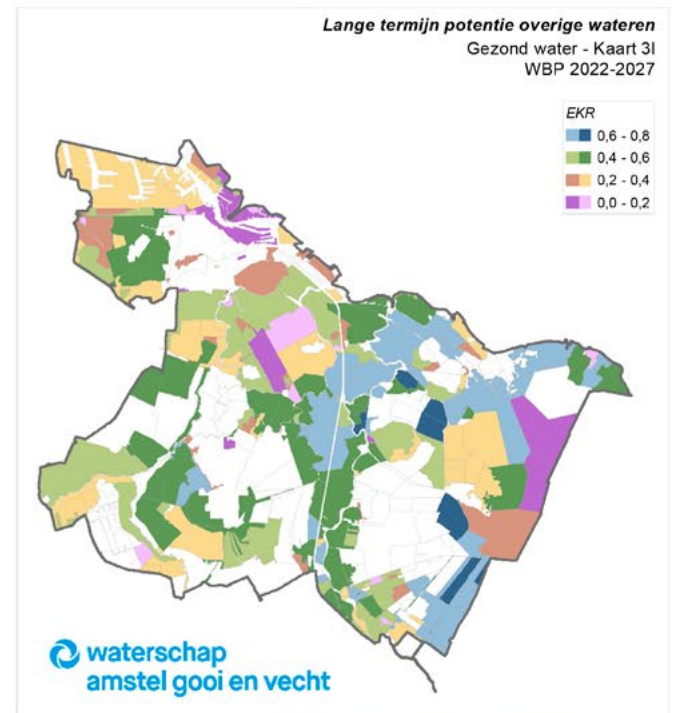 Lange termijn potentie overige wateren
Gezond water - Kaart 3I
WBP 2022-2027
EKR
0,6 - 0,8
0,4 - 0,6
0,2 - 0,4
0,0 - 0,2
waterschap
amstel gooi en vecht